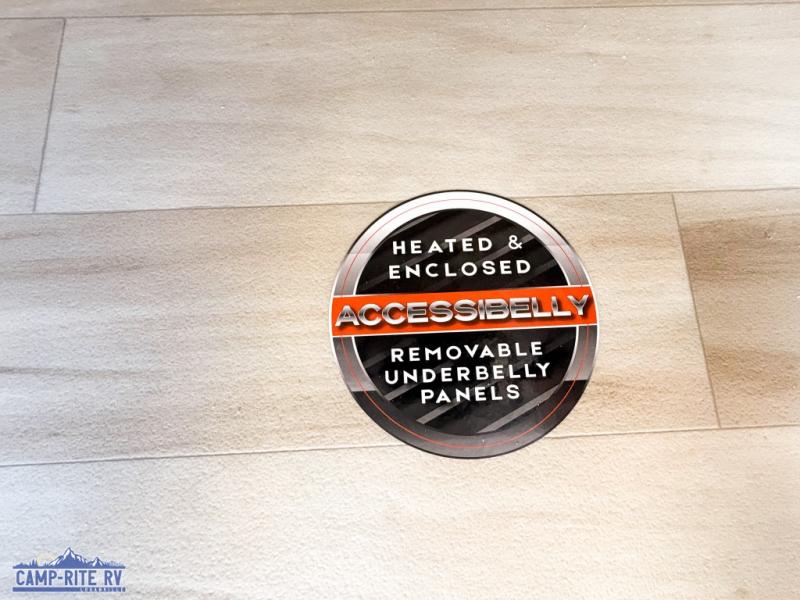 HEATED &
ENCLOSED
ACCESSIBELLY
REMOVABLE
UNDERBELLY
PANELS
CAMP-RITE RV